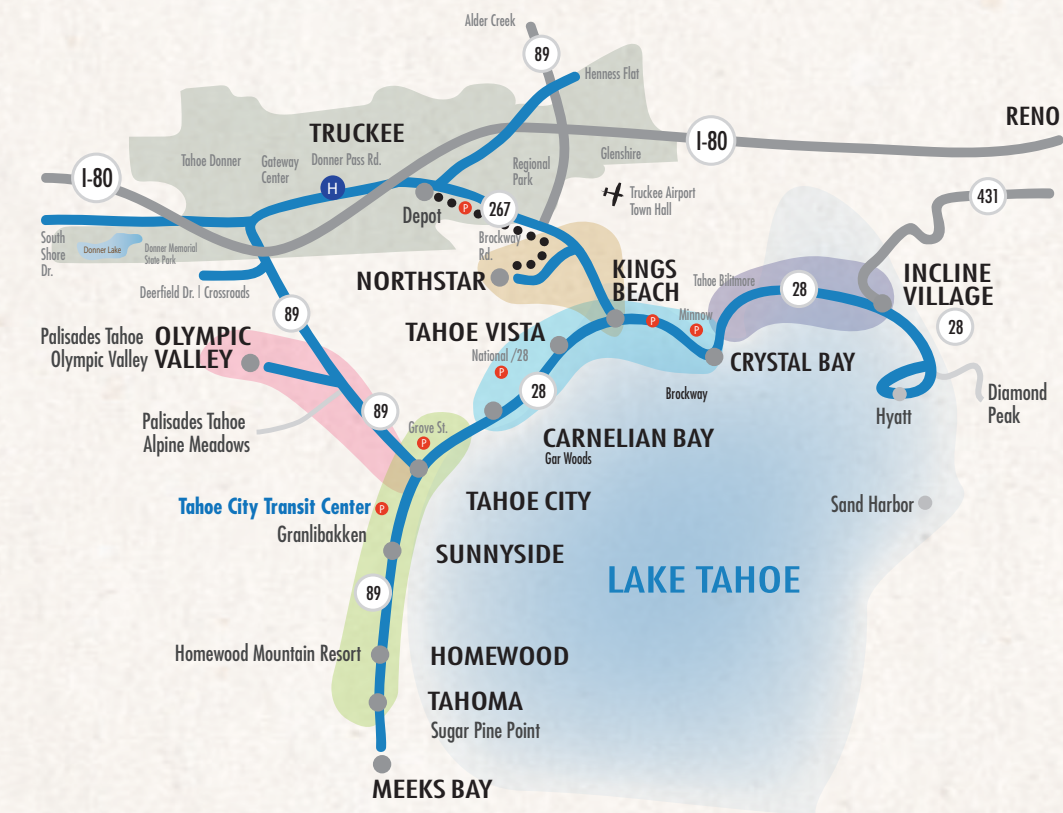 Alder Creek
89
Henness Flat
RENO
TRUCKEE
I-80
Tahoe Donner
Gateway
Center
Donner Pass Rd.
Regional
Park
Glenshire
I-80
H
Truckee Airport
Town Hall
431
Depot
P
267
South
Shore
Dr.
Donner Lake
Donner Memorial
State Park
Brockway
Rd.
NORTHSTAR
KINGS
BEACH
Tahoe Biltmore
28
INCLINE
VILLAGE
28
Deerfield Dr. | Crossroads
89
Palisades Tahoe
Olympic Valley
OLYMPIC
VALLEY
TAHOE VISTA
National /28
P
P
Minnow
P
CRYSTAL BAY
Brockway
28
Hyatt
Diamond
Peak
Palisades Tahoe
Alpine Meadows
89
Grove St.
P
CARNELIAN BAY
Gar Woods
Tahoe City Transit Center
P
TAHOE CITY
Granlibakken
SUNNYSIDE
Sand Harbor
89
LAKE TAHOE
Homewood Mountain Resort
HOMEWOOD
TAHOMA
Sugar Pine Point
MEEKS BAY